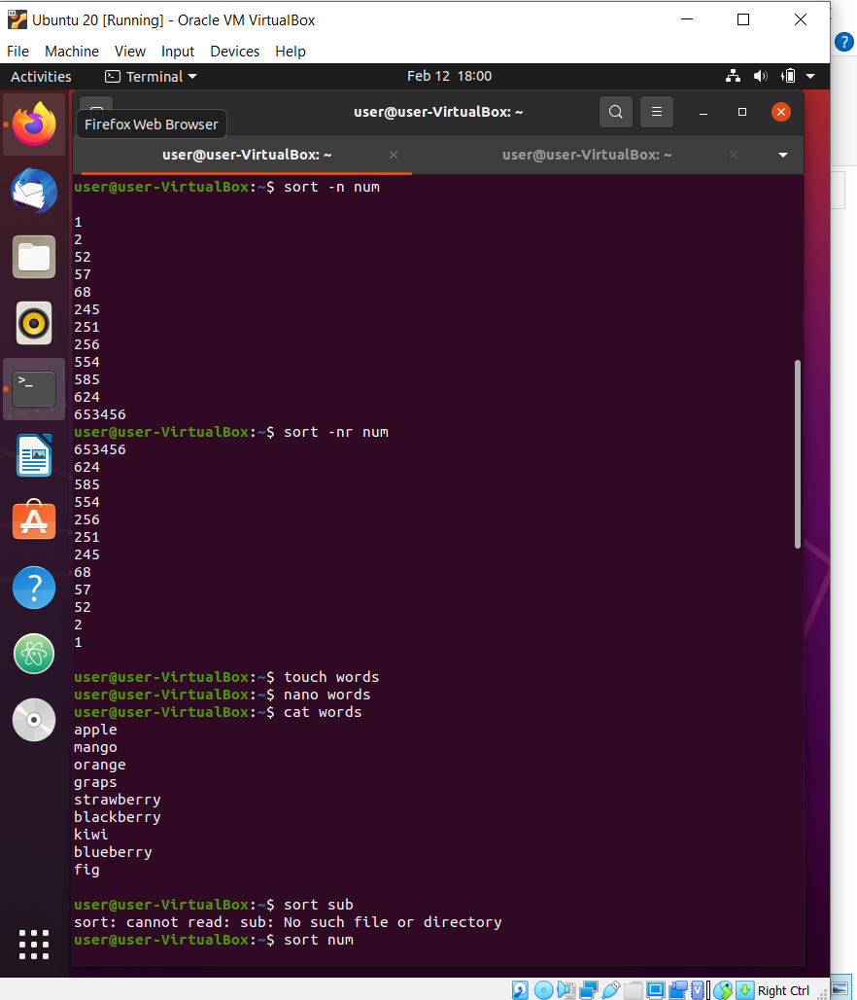 Ubuntu 20 [Running] - Oracle VM VirtualBox
File Machine View Input Devices Help
Activities Terminal Feb 12 18:00
user@user-VirtualBox: ~
Firefox Web Browser
user@user-VirtualBox: ~ user@user-VirtualBox: ~
user@user-VirtualBox:~$ sort -n num
1
2
52
57
68
245
251
256
554
585
624
653456
user@user-VirtualBox:~$ sort -nr num
653456
624
585
554
256
251
245
68
57
52
2
1
user@user-VirtualBox:~$ touch words
user@user-VirtualBox:~$ nano words
user@user-VirtualBox:~$ cat words
apple
mango
orange
graps
strawberry
blackberry
kiwi
blueberry
fig
user@user-VirtualBox:~$ sort sub
sort: cannot read: sub: No such file or directory
user@user-VirtualBox:~$ sort num
Right Ctrl